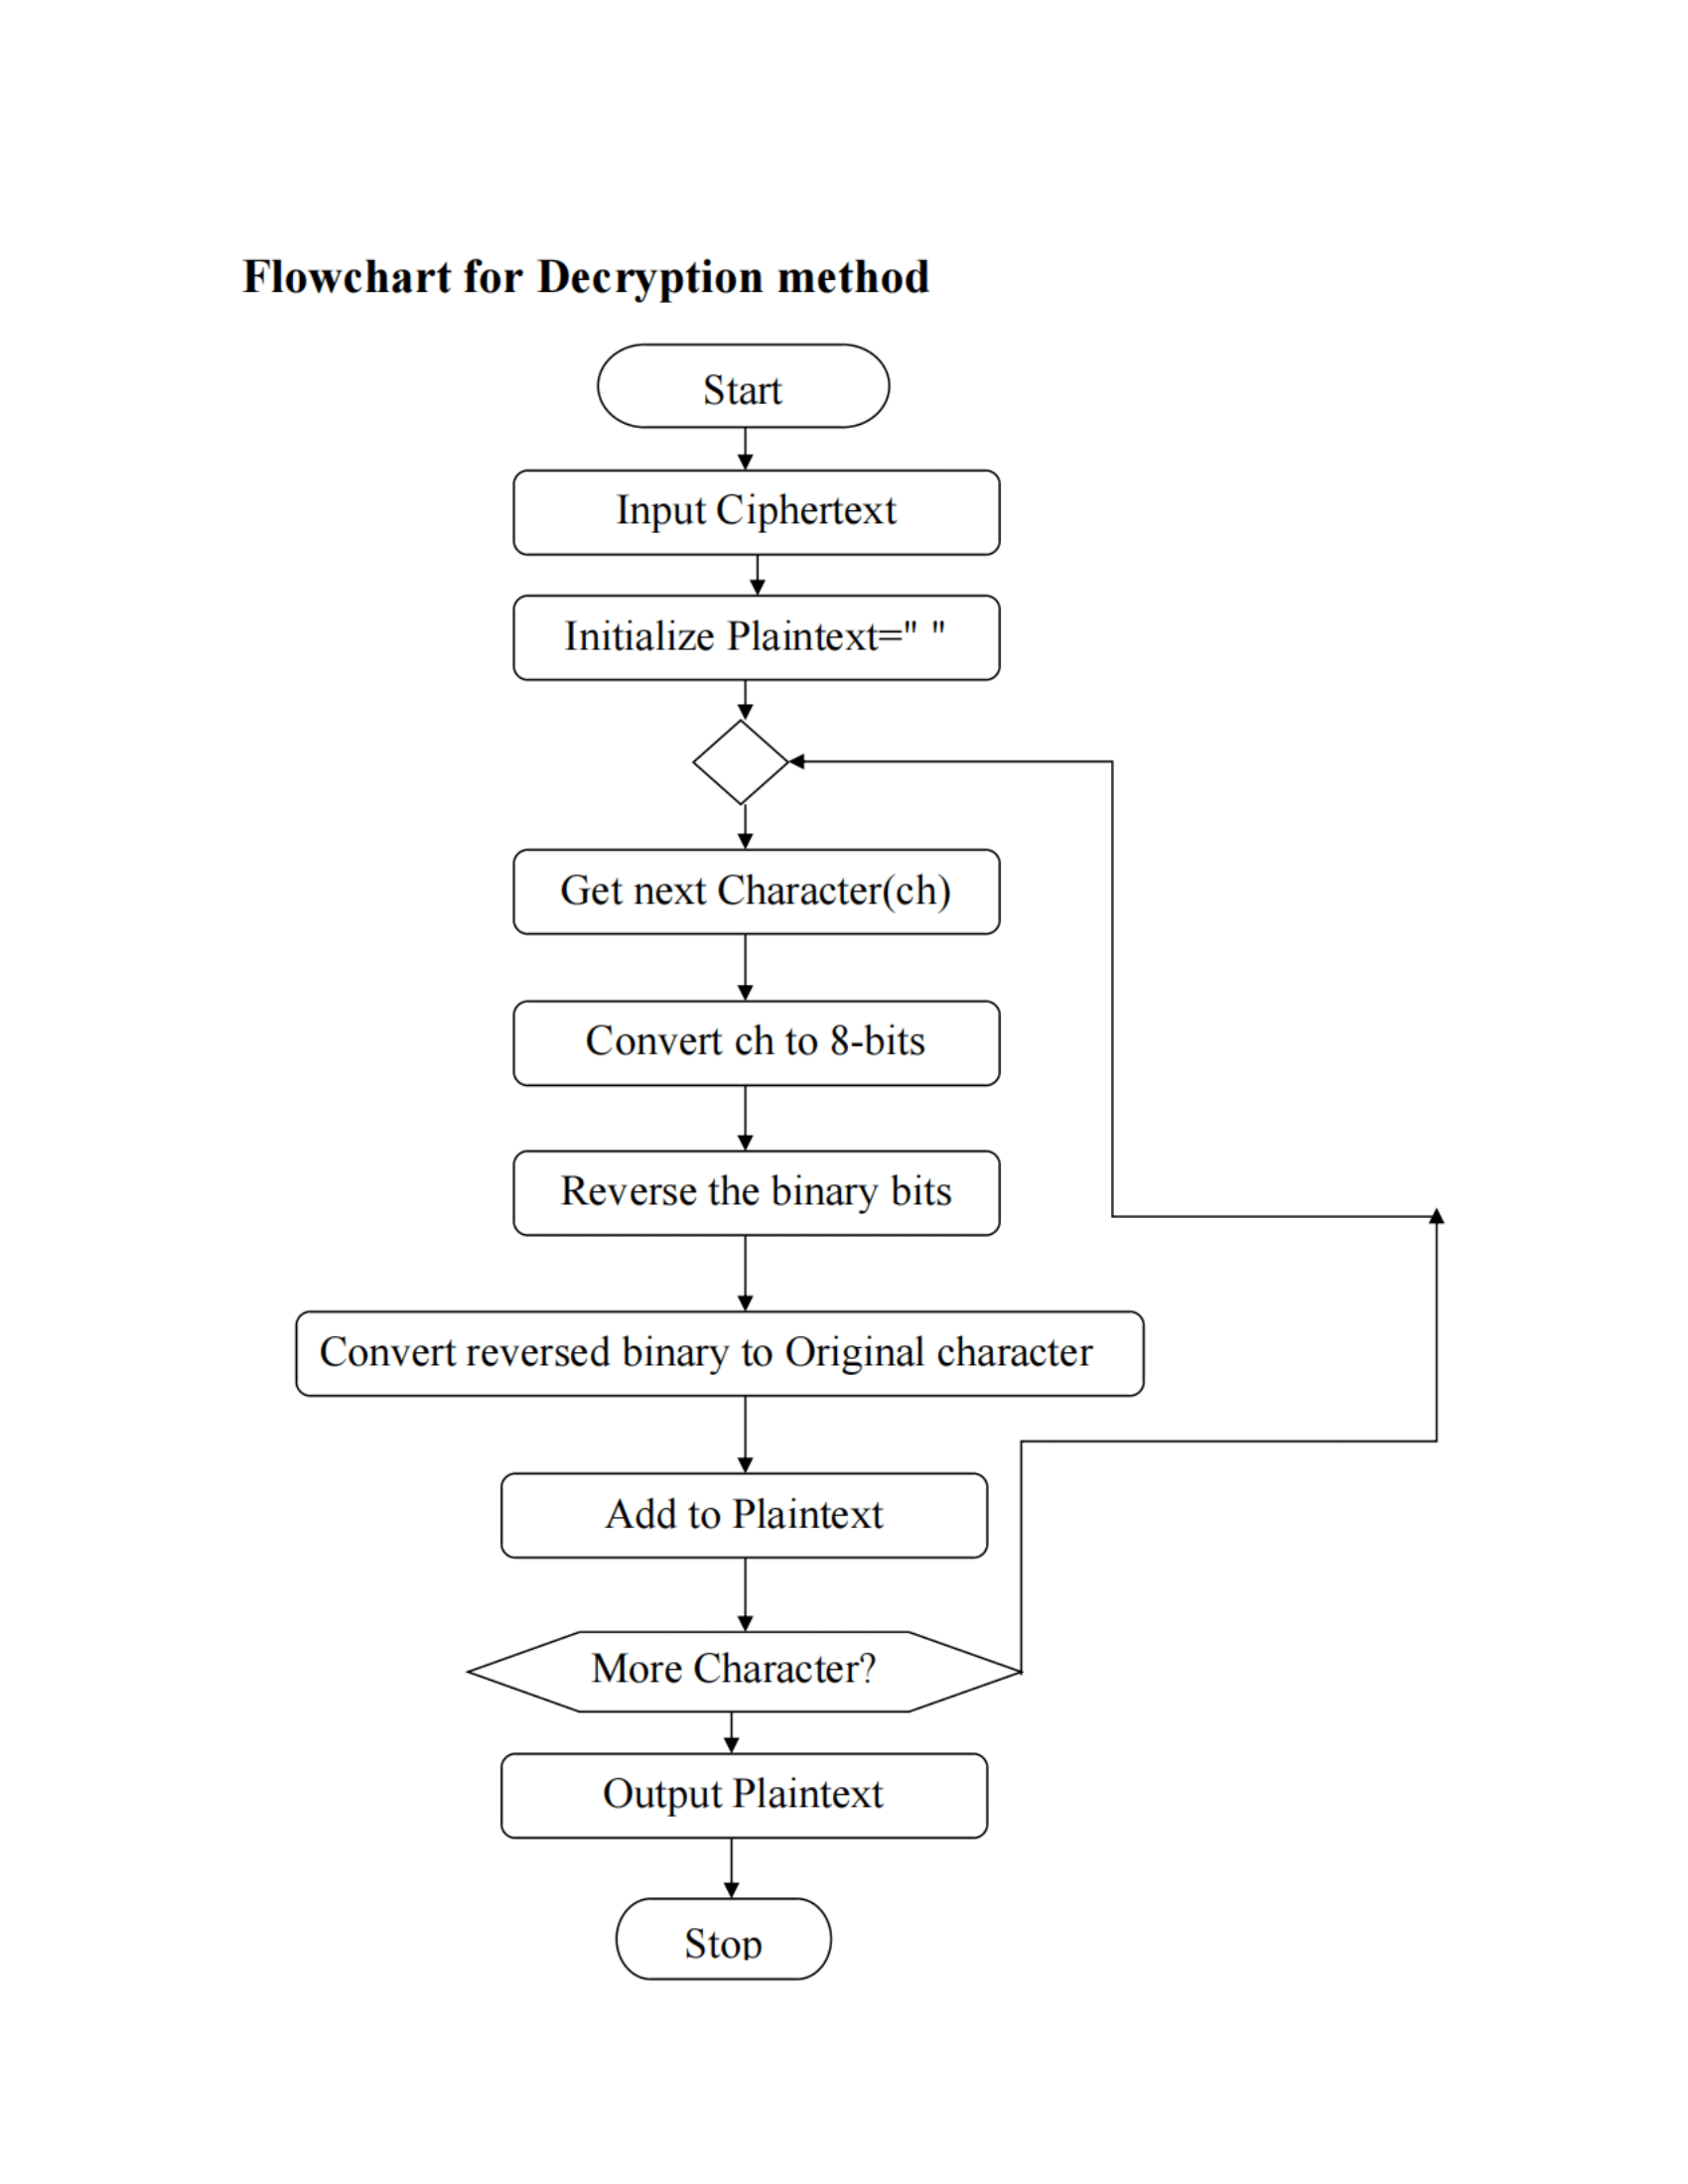 Flowchart for Decryption method
Start
Input Ciphertext
Initialize Plaintext=" "
Get next Character(ch)
Convert ch to 8-bits
Reverse the binary bits
Convert reversed binary to Original character
Add to Plaintext
More Character?
Output Plaintext
Stop